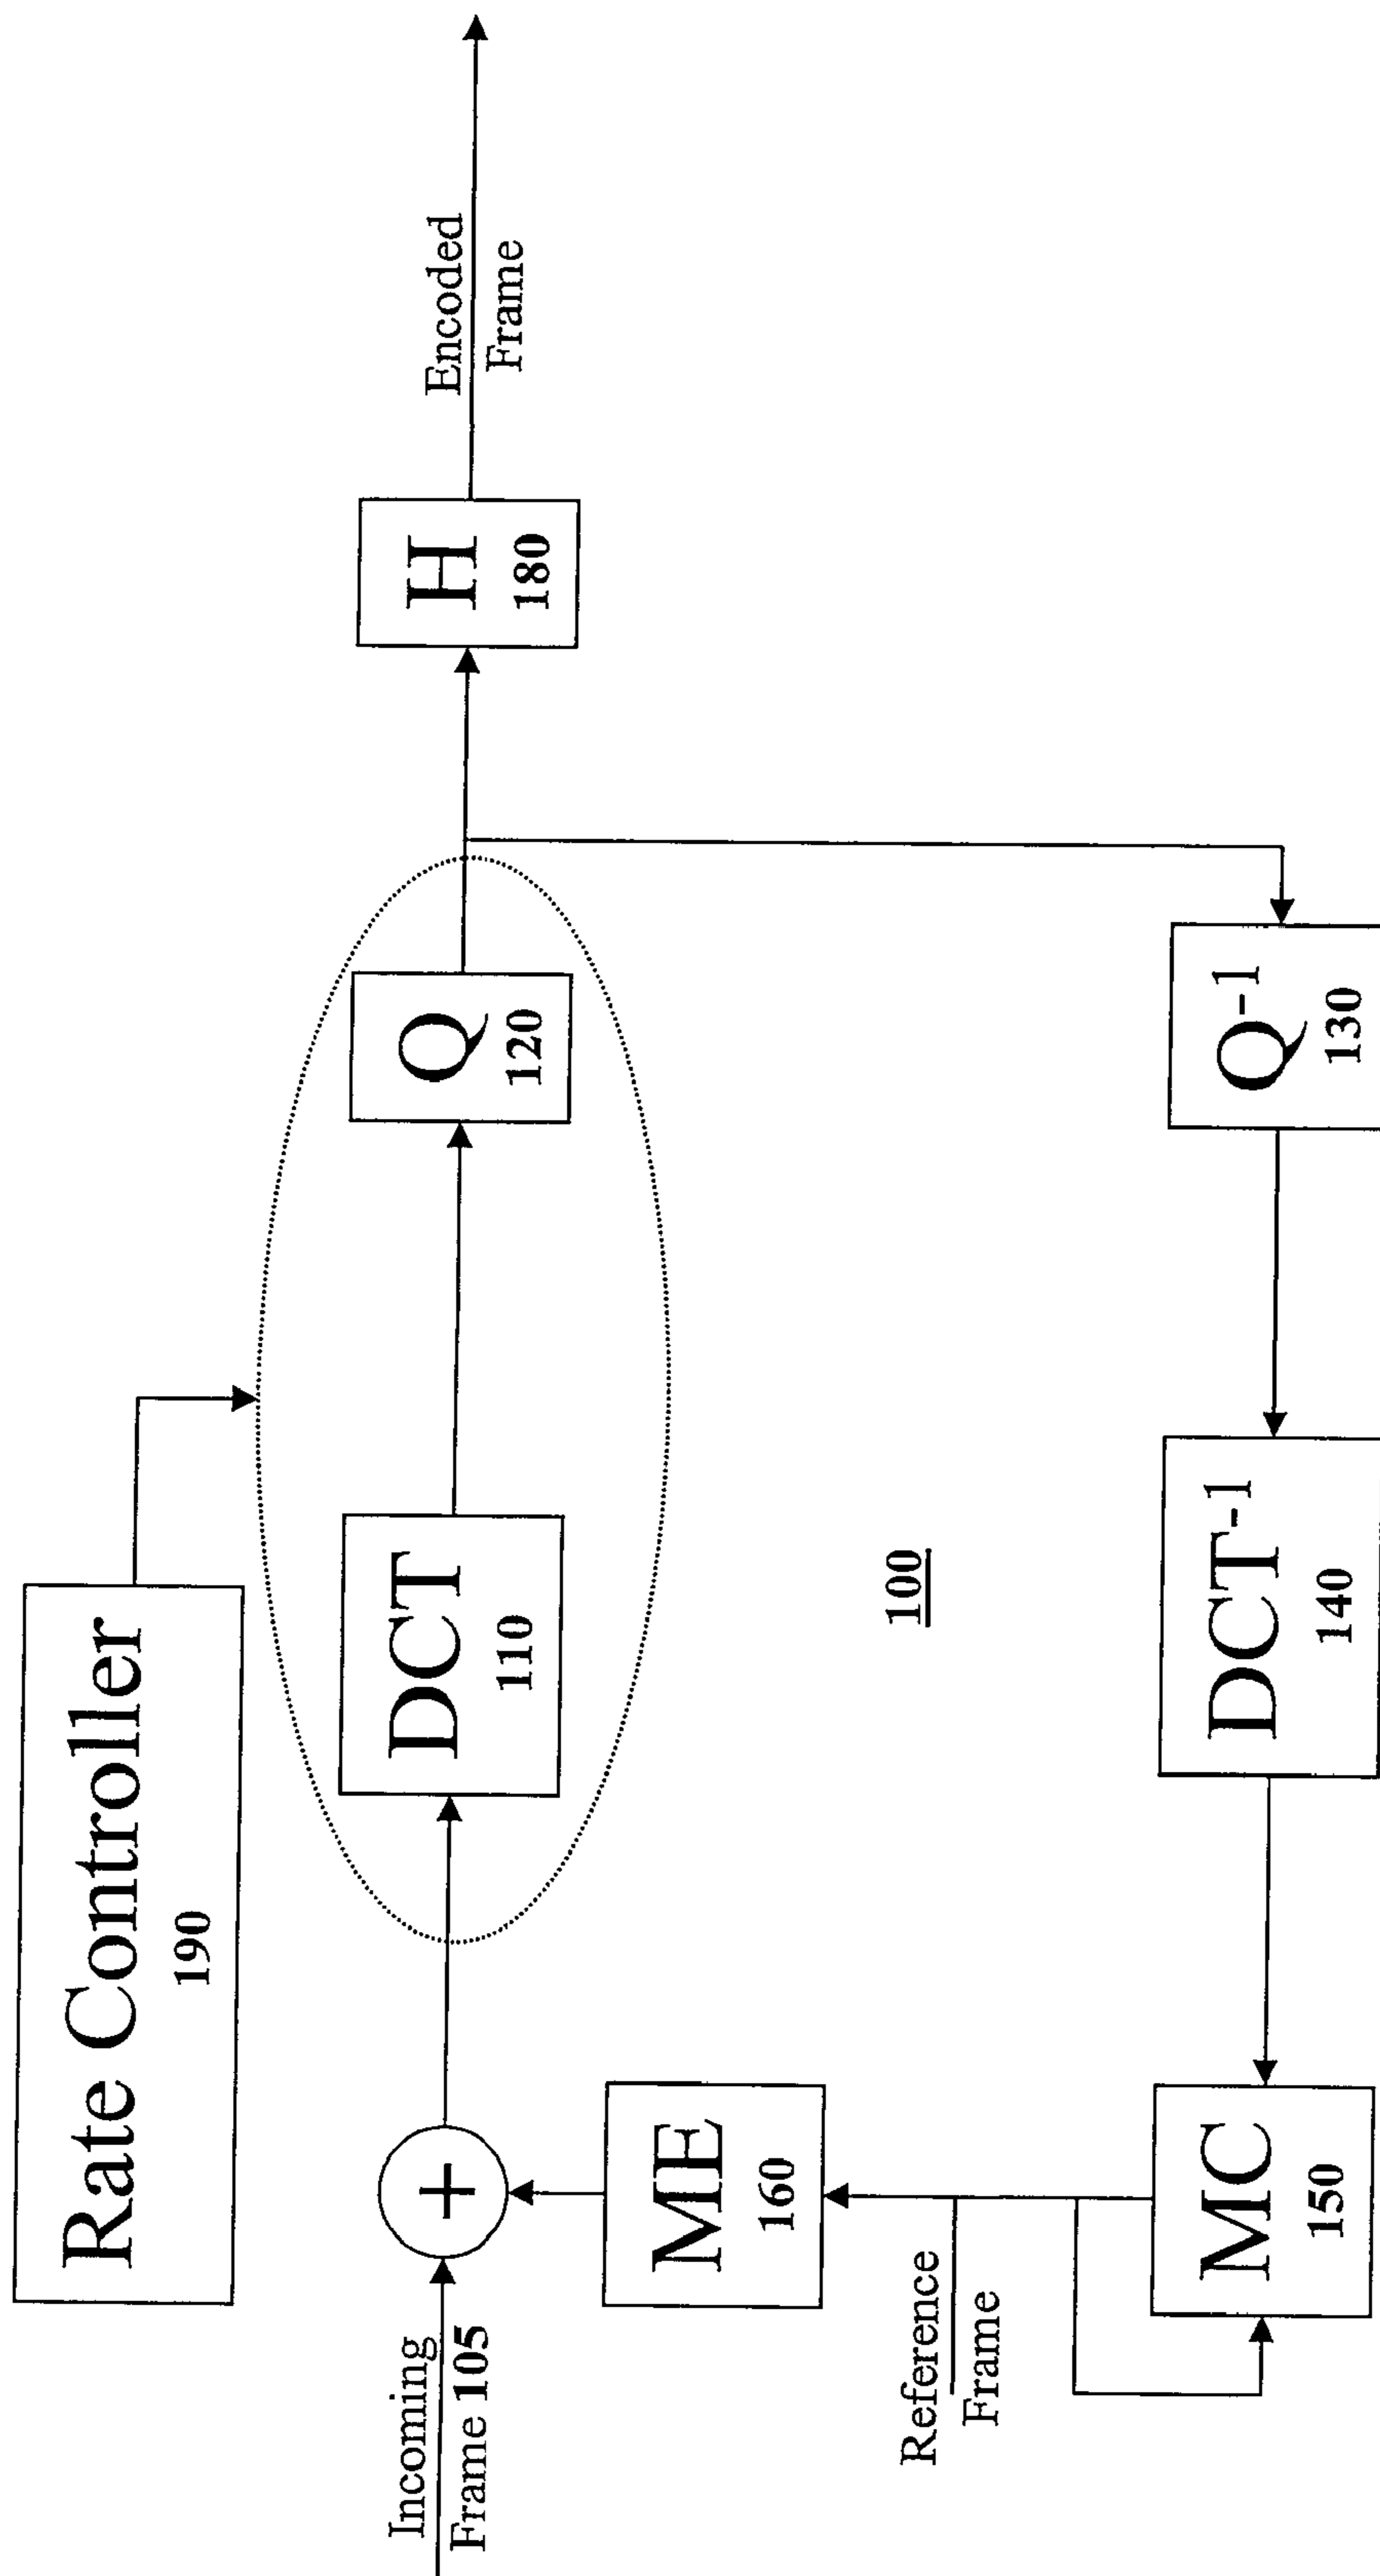 Rate Controller
190
Incoming
Frame 105
+
DCT
110
Q
120
H
180
Encoded
Frame
ME
160
100
Reference
Frame
MC
150
DCT-1
140
Q-1
130